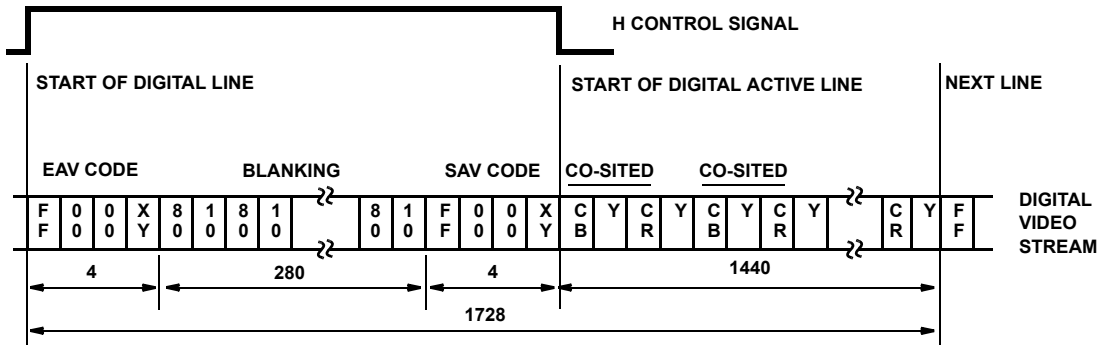 H CONTROL SIGNAL
START OF DIGITAL LINE
START OF DIGITAL ACTIVE LINE
NEXT LINE
EAV CODE
BLANKING
SAV CODE
CO-SITED
CO-SITED
F F
0 0
0 0
X Y
8 0
1 0
8 0
1 0
8 0
1 0
F F
0 0
0 0
X Y
C B
Y
C R
Y
C B
Y
C R
Y
C R
Y
F F
DIGITAL
VIDEO
STREAM
4
280
4
1440
1728